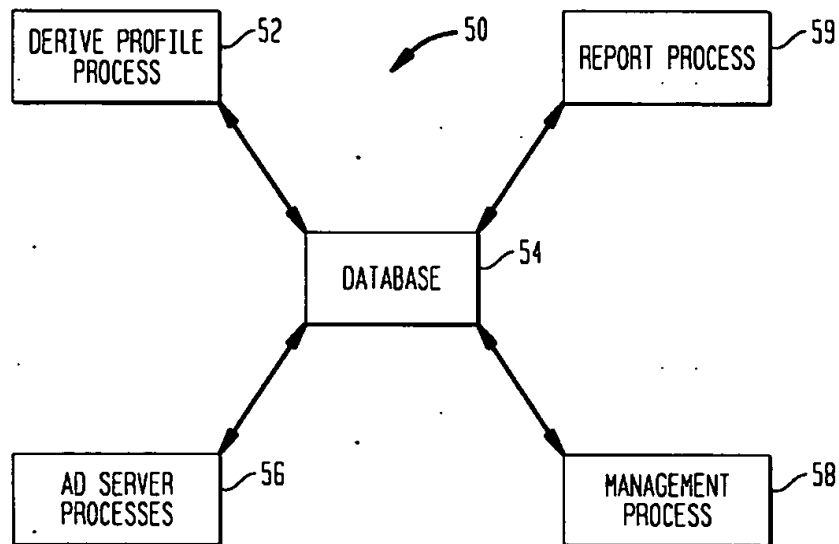 DERIVE PROFILE
PROCESS
52
50
REPORT PROCESS
59
DATABASE
54
AD SERVER
PROCESSES
56
MANAGEMENT
PROCESS
58